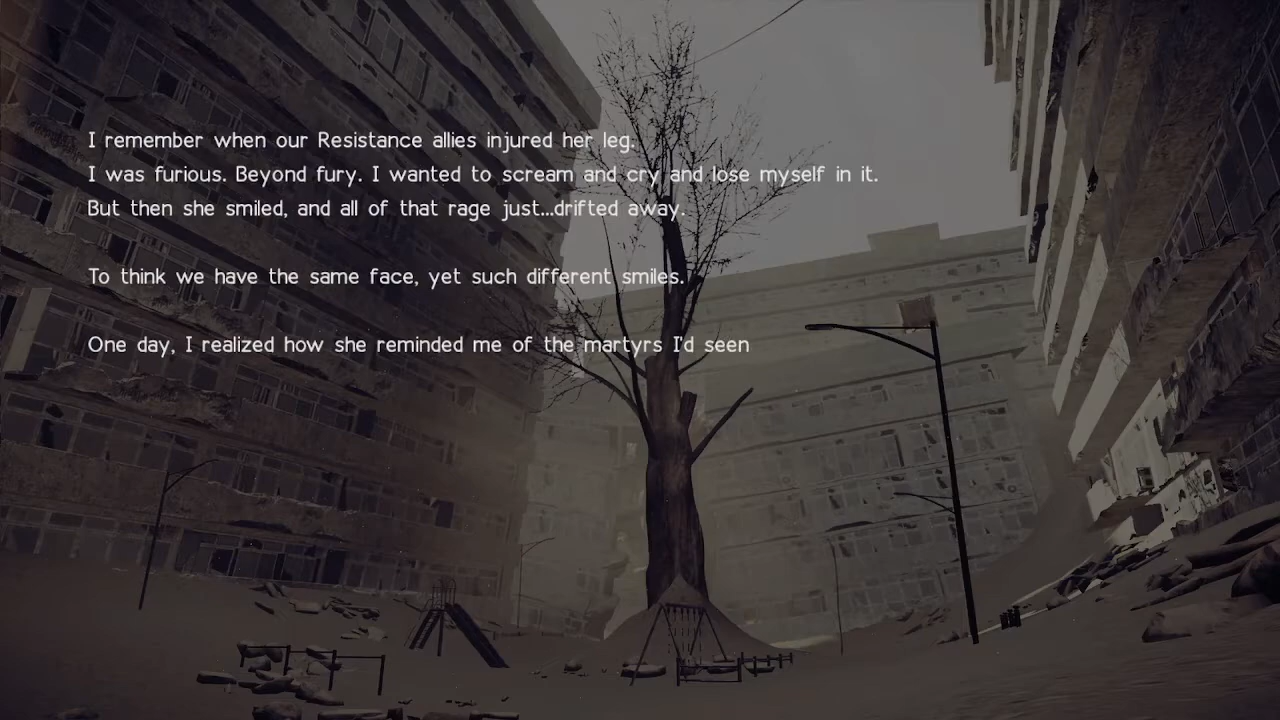 I remember when our Resistance allies injured her leg.
I was furious. Beyond fury. I wanted to scream and cry and lose myself in it.
But then she smiled, and all of that rage just...drifted away.
To think we have the same face, yet such different smiles.
One day, I realized how she reminded me of the martyrs I'd seen